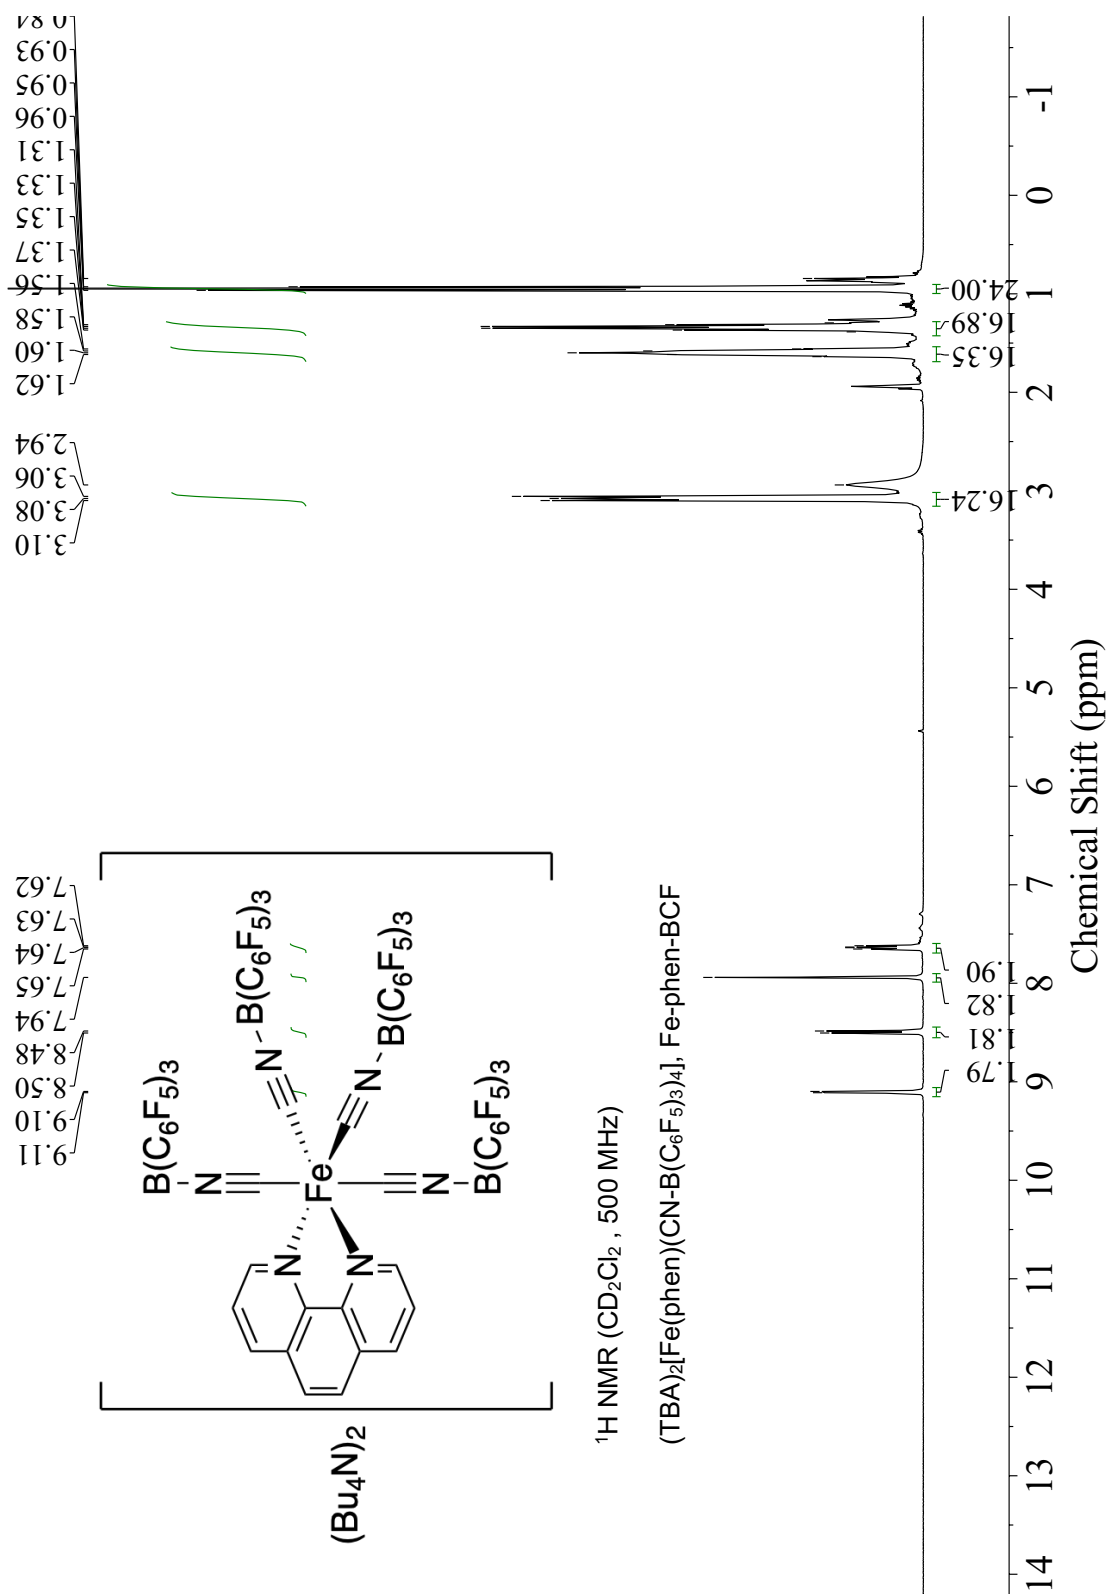 9.11
9.10
8.50
8.48
7.94
7.65
7.64
7.63
7.62
3.10
3.08
3.06
2.94
1.62
1.60
1.58
1.56
1.37
1.35
1.33
1.31
0.96
0.95
0.93
0.84
(Bu₄N)₂
B(C₆F₅)₃
N
B(C₆F₅)₃
N
N
Fe
N
N
B(C₆F₅)₃
N
B(C₆F₅)₃
¹H NMR (CD₂Cl₂ , 500 MHz)
(TBA)₂[Fe(phen)(CN-B(C₆F₅)₃)₄], Fe-phen-BCF
1.79
1.81
1.82
1.90
16.24
16.35
16.89
24.00
14 13 12 11 10 9 8 7 6 5 4 3 2 1 0 -1
Chemical Shift (ppm)